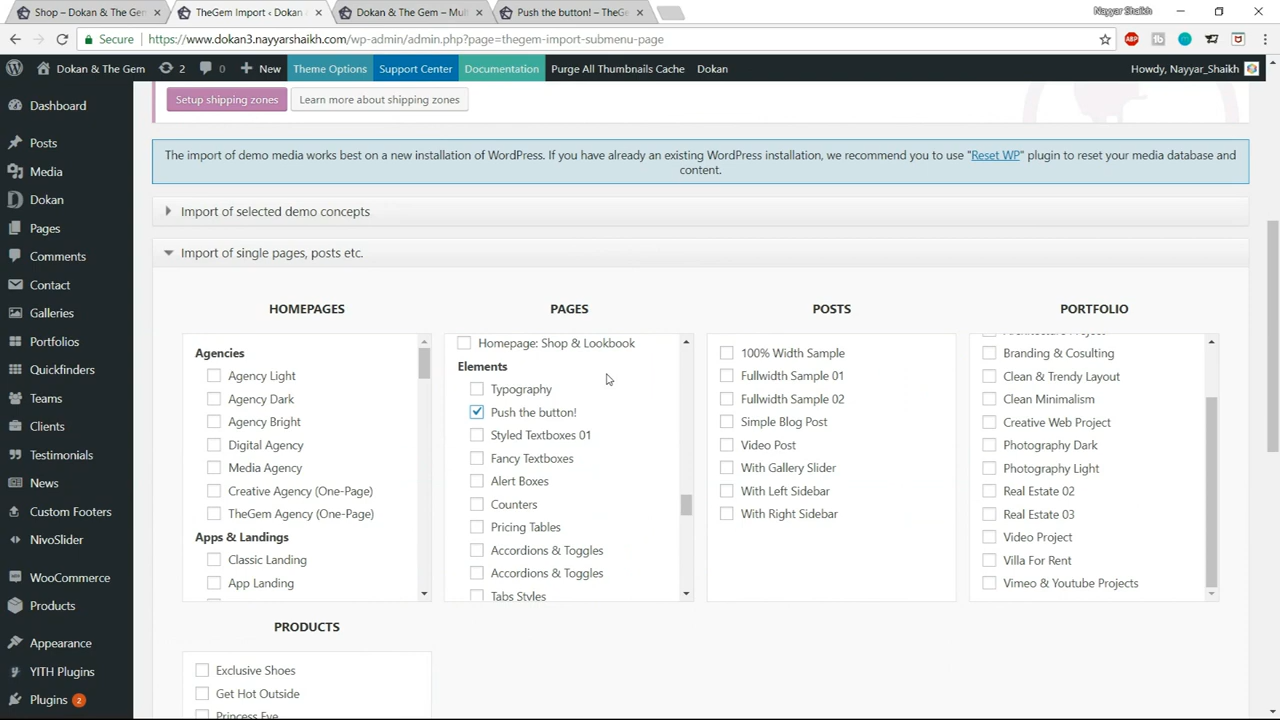 Shop – Dokan & The Gem
TheGem Import ‹ Dokan
Dokan & The Gem – Mult
Push the button! – TheGe
Nayyar Shaikh
Secure
https://www.dokan3.nayyarshaikh.com/wp-admin/admin.php?page=thegem-import-submenu-page
ABP
Dokan & The Gem
2
0
New
Theme Options
Support Center
Documentation
Purge All Thumbnails Cache
Dokan
Howdy, Nayyar_Shaikh
Dashboard
Posts
Media
Dokan
Pages
Comments
Contact
Galleries
Portfolios
Quickfinders
Teams
Clients
Testimonials
News
Custom Footers
NivoSlider
WooCommerce
Products
Appearance
YITH Plugins
Plugins 2
Setup shipping zones
Learn more about shipping zones
The import of demo media works best on a new installation of WordPress. If you have already an existing WordPress installation, we recommend you to use "Reset WP" plugin to reset your media database and
content.
Import of selected demo concepts
Import of single pages, posts etc.
HOMEPAGES
Agencies
Agency Light
Agency Dark
Agency Bright
Digital Agency
Media Agency
Creative Agency (One-Page)
TheGem Agency (One-Page)
Apps & Landings
Classic Landing
App Landing
PAGES
Homepage: Shop & Lookbook
Elements
Typography
Push the button!
Styled Textboxes 01
Fancy Textboxes
Alert Boxes
Counters
Pricing Tables
Accordions & Toggles
Accordions & Toggles
Tabs Styles
POSTS
100% Width Sample
Fullwidth Sample 01
Fullwidth Sample 02
Simple Blog Post
Video Post
With Gallery Slider
With Left Sidebar
With Right Sidebar
PORTFOLIO
Architecture Project
Branding & Cosulting
Clean & Trendy Layout
Clean Minimalism
Creative Web Project
Photography Dark
Photography Light
Real Estate 02
Real Estate 03
Video Project
Villa For Rent
Vimeo & Youtube Projects
PRODUCTS
Exclusive Shoes
Get Hot Outside
Princess Eve